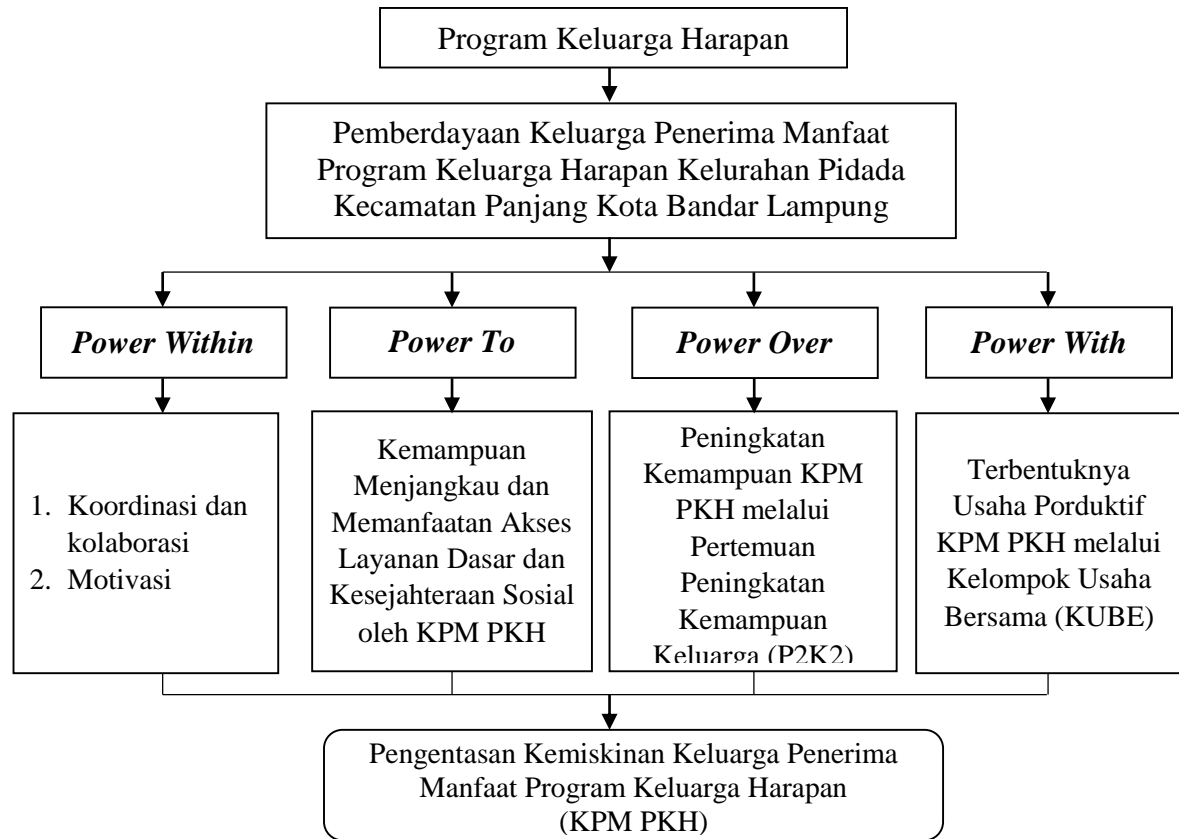 Program Keluarga Harapan
Pemberdayaan Keluarga Penerima Manfaat
Program Keluarga Harapan Kelurahan Pidada
Kecamatan Panjang Kota Bandar Lampung
Power Within
Power To
Power Over
Power With
1. Koordinasi dan
kolaborasi
2. Motivasi
Kemampuan
Menjangkau dan
Memanfaatan Akses
Layanan Dasar dan
Kesejahteraan Sosial
oleh KPM PKH
Peningkatan
Kemampuan KPM
PKH melalui
Pertemuan
Peningkatan
Kemampuan
Keluarga (P2K2)
Terbentuknya
Usaha Porduktif
KPM PKH melalui
Kelompok Usaha
Bersama (KUBE)
Pengentasan Kemiskinan Keluarga Penerima
Manfaat Program Keluarga Harapan
(KPM PKH)